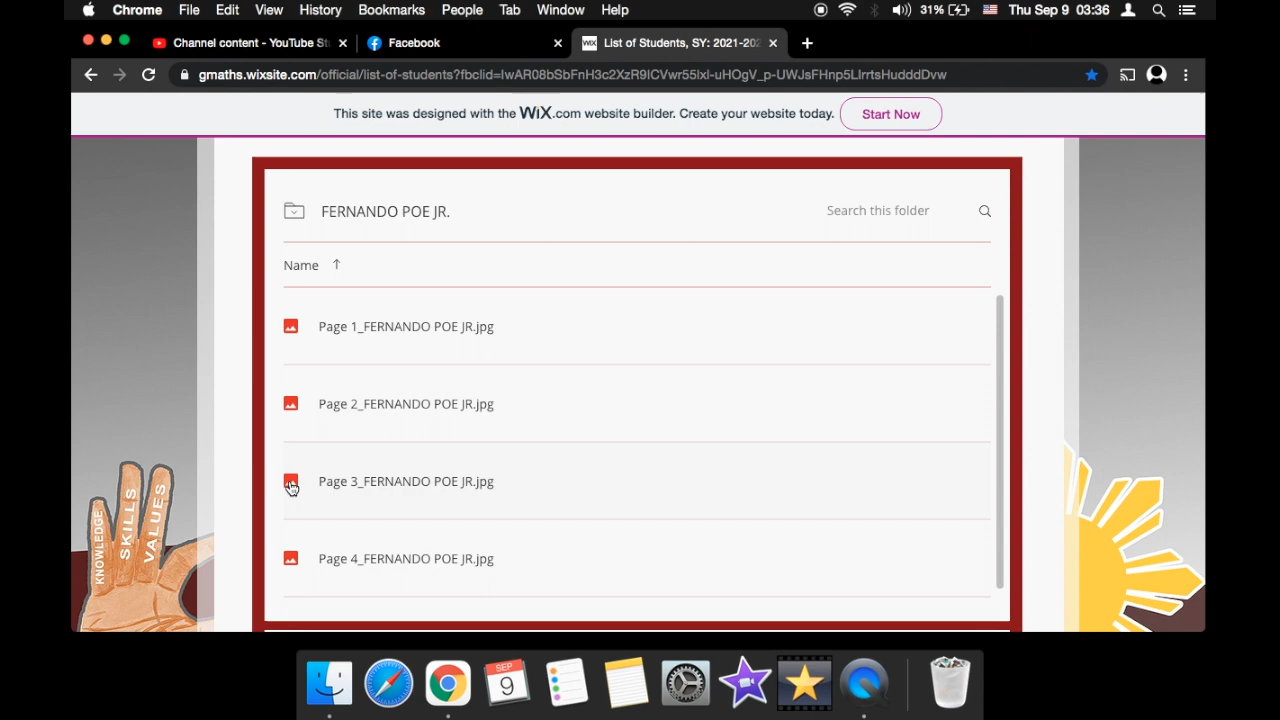 Chrome File Edit View History Bookmarks People Tab Window Help 31% Thu Sep 9 03:36
Channel content - YouTube St Facebook WIX List of Students, SY: 2021-202
gmaths.wixsite.com/official/list-of-students?fbclid=IwAR08bSbFnH3c2XzR9lCVwr55lxl-uHOgV_p-UWJsFHnp5LIrrtsHudddDvw
This site was designed with the WiX.com website builder. Create your website today. Start Now
FERNANDO POE JR. Search this folder
Name
Page 1_FERNANDO POE JR.jpg
Page 2_FERNANDO POE JR.jpg
Page 3_FERNANDO POE JR.jpg
Page 4_FERNANDO POE JR.jpg
KNOWLEDGE
SKILLS
VALUES
SEP
9